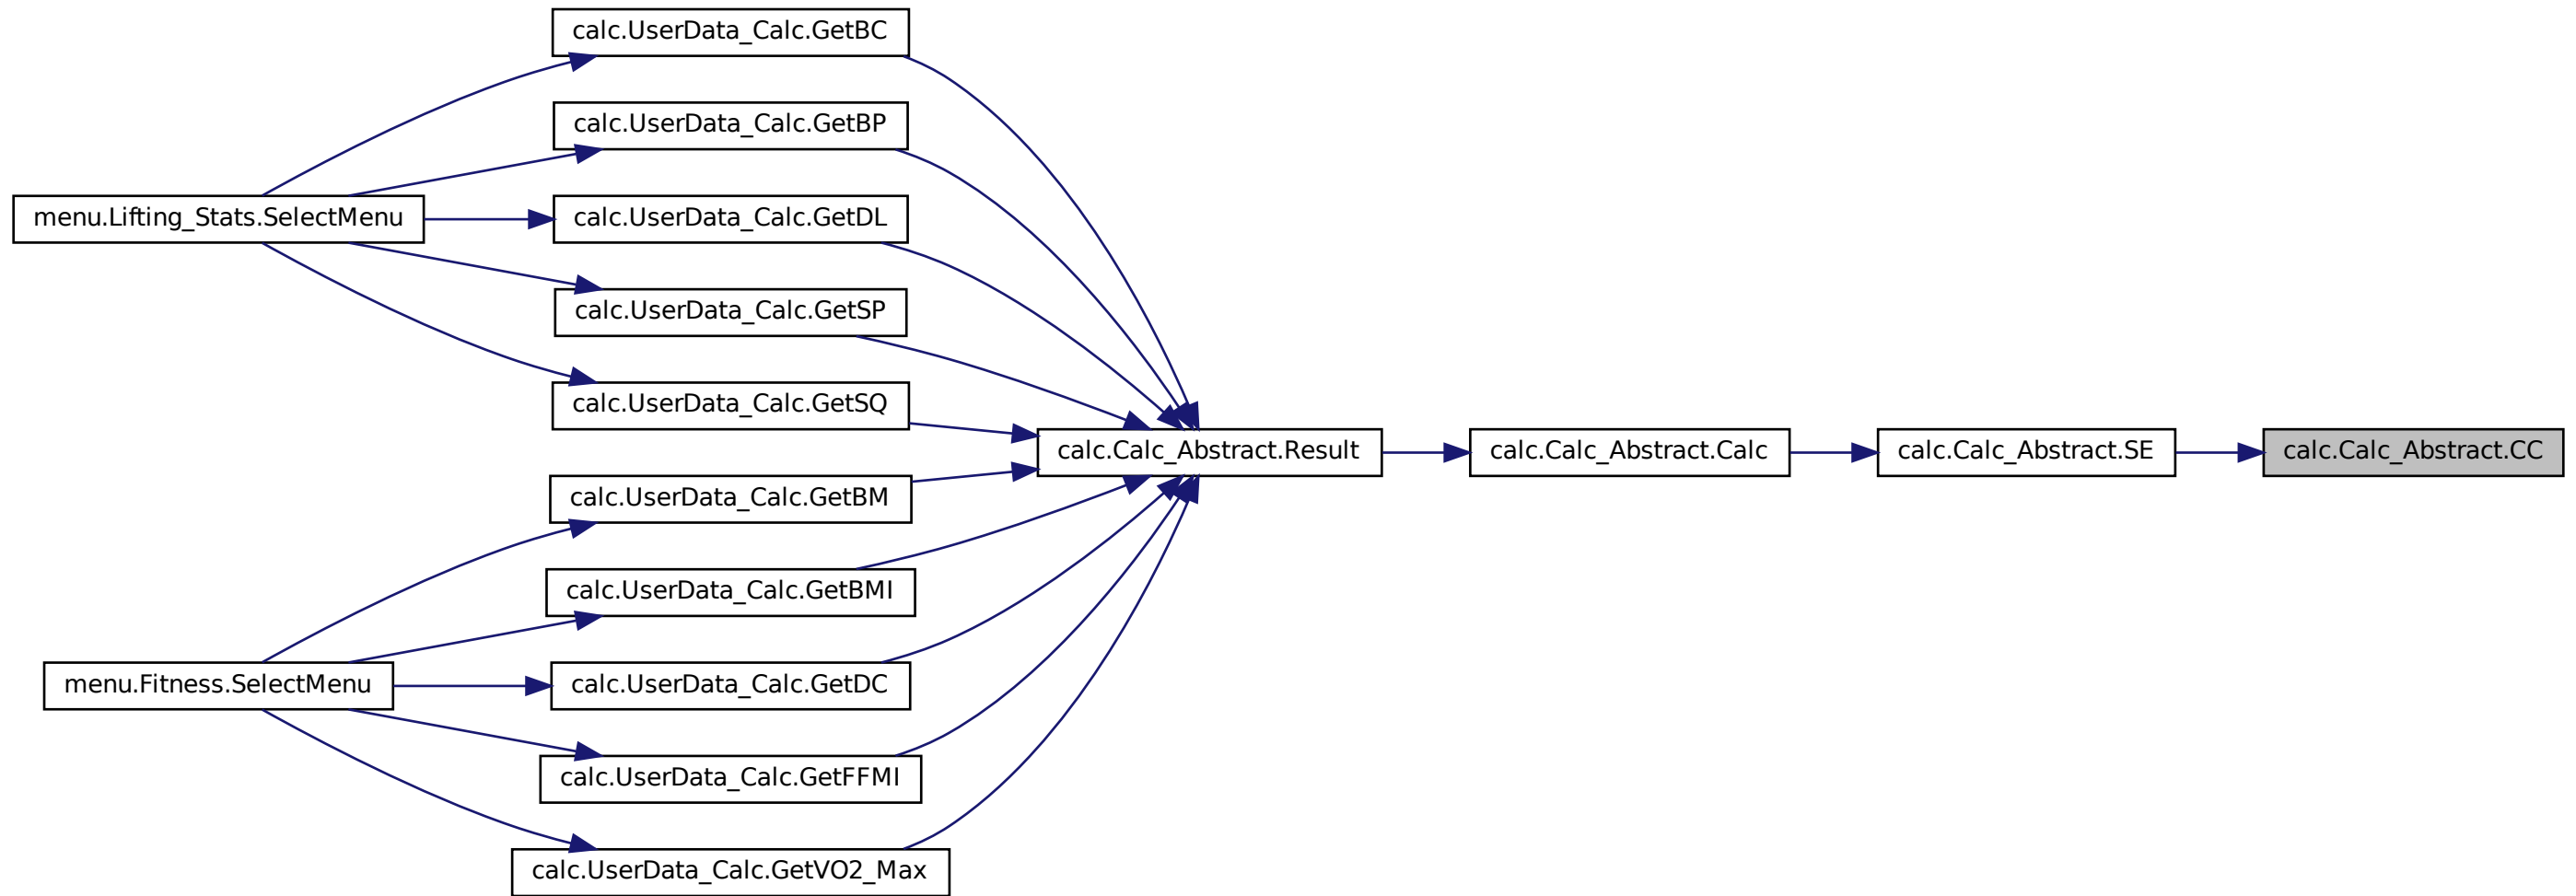 calc.UserData_Calc.GetBC
calc.UserData_Calc.GetBP
menu.Lifting_Stats.SelectMenu
calc.UserData_Calc.GetDL
calc.UserData_Calc.GetSP
calc.UserData_Calc.GetSQ
calc.Calc_Abstract.Result
calc.Calc_Abstract.Calc
calc.Calc_Abstract.SE
calc.Calc_Abstract.CC
calc.UserData_Calc.GetBM
calc.UserData_Calc.GetBMI
menu.Fitness.SelectMenu
calc.UserData_Calc.GetDC
calc.UserData_Calc.GetFFMI
calc.UserData_Calc.GetVO2_Max